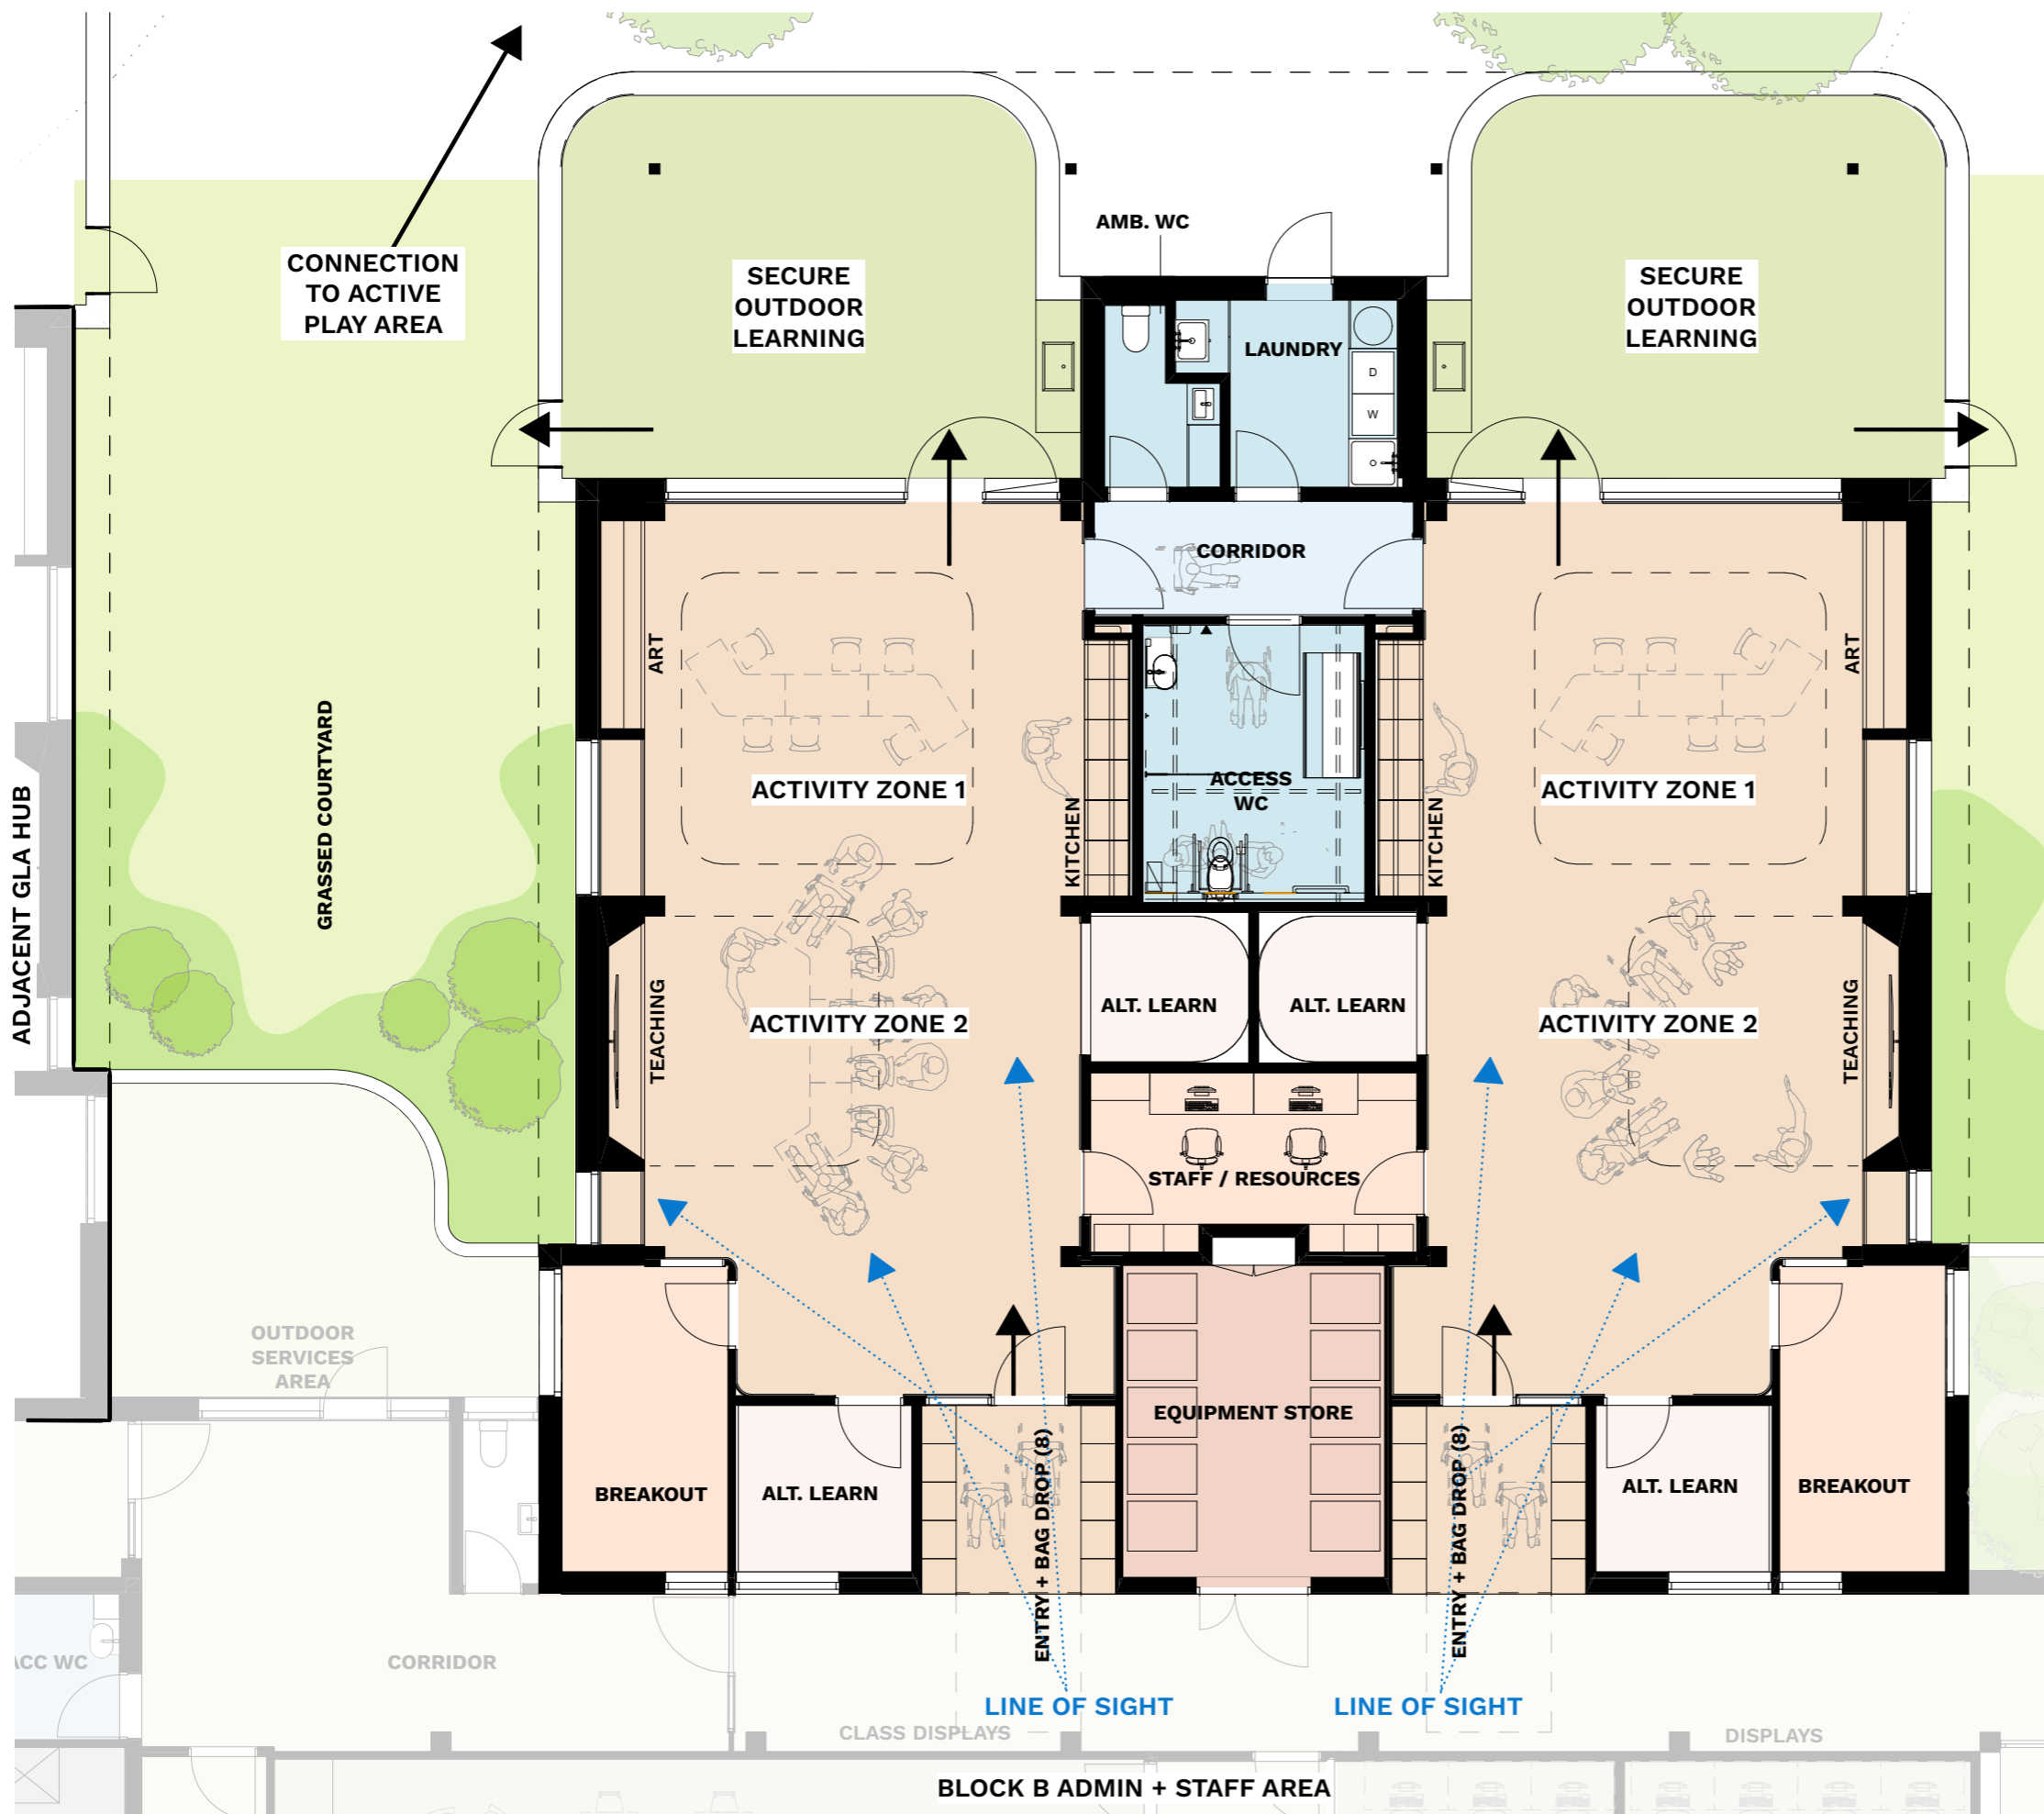 AMB. WC
CONNECTION
TO ACTIVE
PLAY AREA
SECURE
OUTDOOR
LEARNING
SECURE
OUTDOOR
LEARNING
LAUNDRY
D
W
CORRIDOR
ART
ART
GRASSED COURTYARD
ADJACENT GLA HUB
ACTIVITY ZONE 1
ACCESS
WC
ACTIVITY ZONE 1
KITCHEN
KITCHEN
TEACHING
ACTIVITY ZONE 2
ALT. LEARN
ALT. LEARN
ACTIVITY ZONE 2
TEACHING
STAFF / RESOURCES
OUTDOOR
SERVICES
AREA
EQUIPMENT STORE
BREAKOUT
ALT. LEARN
ENTRY + BAG DROP (8)
ENTRY + BAG DROP (8)
ALT. LEARN
BREAKOUT
ACC WC
CORRIDOR
LINE OF SIGHT
LINE OF SIGHT
CLASS DISPLAYS
DISPLAYS
BLOCK B ADMIN + STAFF AREA